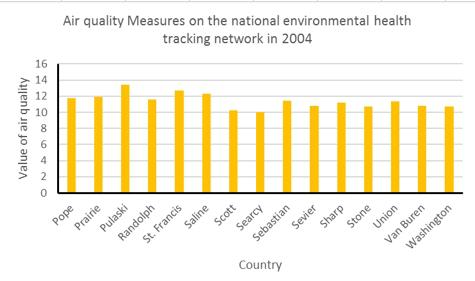 Air quality Measures on the national environmental health
tracking network in 2004
Value of air quality
16
14
12
10
8
6
4
2
0
Pope
Prairie
Pulaski
Randolph
St. Francis
Saline
Scott
Searcy
Sebastian
Sevier
Sharp
Stone
Union
Van Buren
Washington
Country